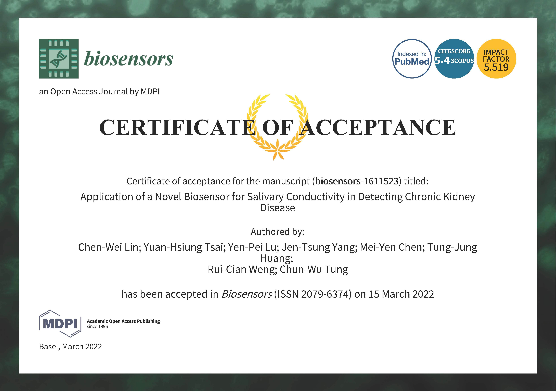 biosensors
INDEXED IN
PubMed
CITESCORE
5.4 SCOPUS
IMPACT
FACTOR
5.519
an Open Access Journal by MDPI
CERTIFICATE OF ACCEPTANCE
Certificate of acceptance for the manuscript (biosensors-1611523) titled:
Application of a Novel Biosensor for Salivary Conductivity in Detecting Chronic Kidney
Disease
Authored by:
Chen-Wei Lin; Yuan-Hsiung Tsai; Yen-Pei Lu; Jen-Tsung Yang; Mei-Yen Chen; Tung-Jung
Huang;
Rui-Cian Weng; Chun-Wu Tung
has been accepted in Biosensors (ISSN 2079-6374) on 15 March 2022
MDPI
Academic Open Access Publishing
since 1996
Basel, March 2022